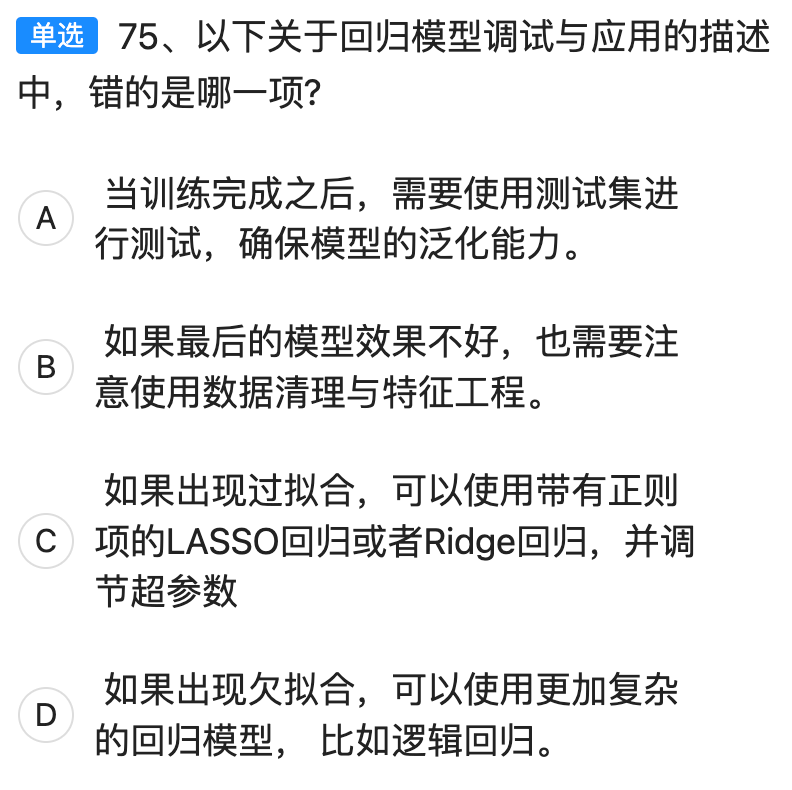 单选 75、以下关于回归模型调试与应用的描述
中，错的是哪一项?
当训练完成之后，需要使用测试集进
A
行测试，确保模型的泛化能力。
如果最后的模型效果不好，也需要注
B
意使用数据清理与特征工程。
如果出现过拟合，可以使用带有正则
C 项的LASSO回归或者Ridge回归，并调
节超参数
如果出现欠拟合，可以使用更加复杂
D
的回归模型， 比如逻辑回归。